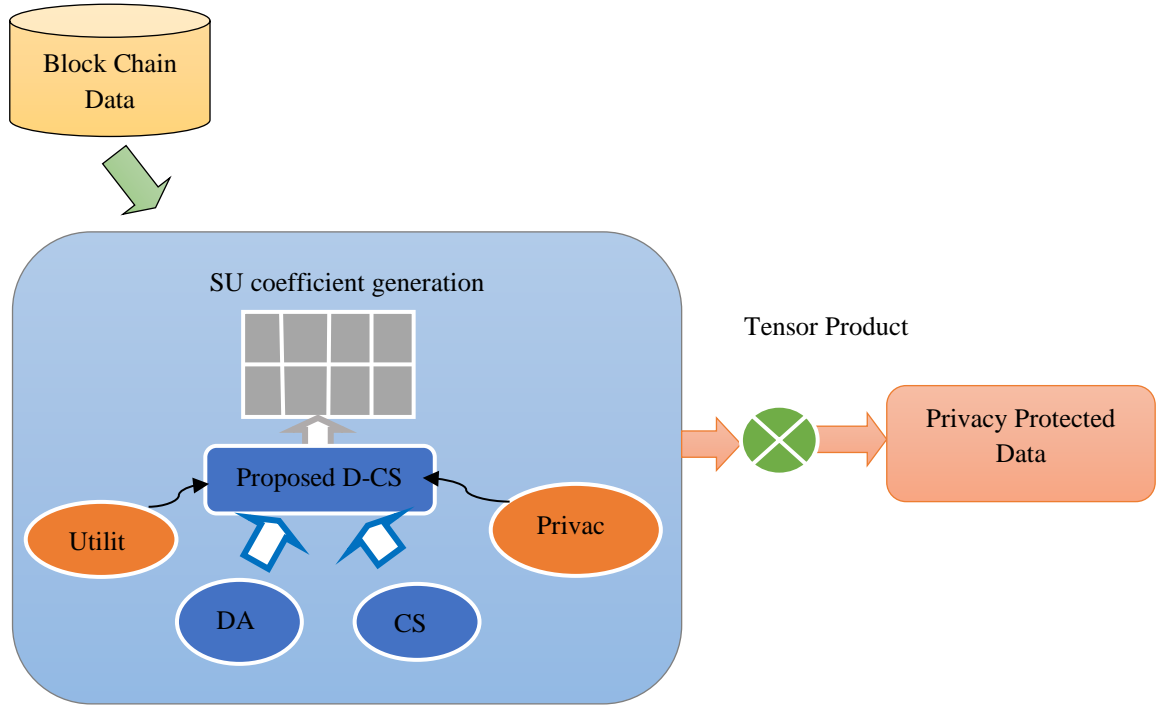 Block Chain
Data
SU coefficient generation
Tensor Product
Privacy Protected
Data
Proposed D-CS
Utilit
Privac
DA
CS